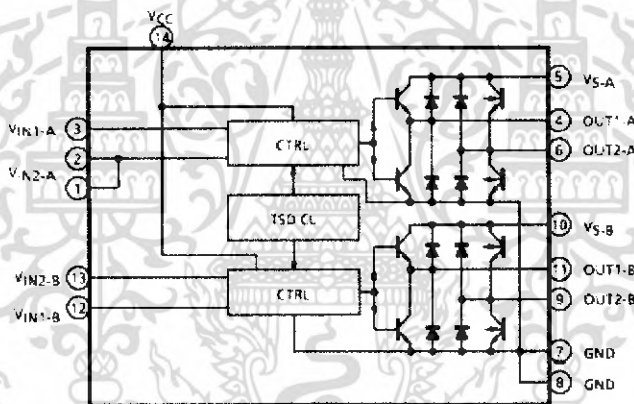 VCC
14
VIN1-A 3
2
VIN2-A
1
VIN2-B 13
VIN1-B 12
CTRL
TSD CL
CTRL
5 VS-A
4 OUT1-A
6 OUT2-A
10 VS-B
11 OUT1-B
9 OUT2-B
7 GND
8 GND